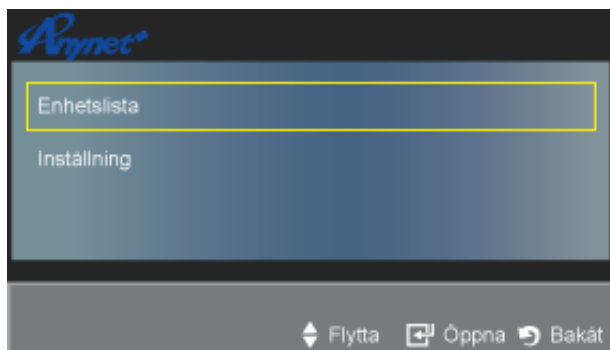 Anynet+
Enhetslista
Inställning
Flytta Öppna Bakåt